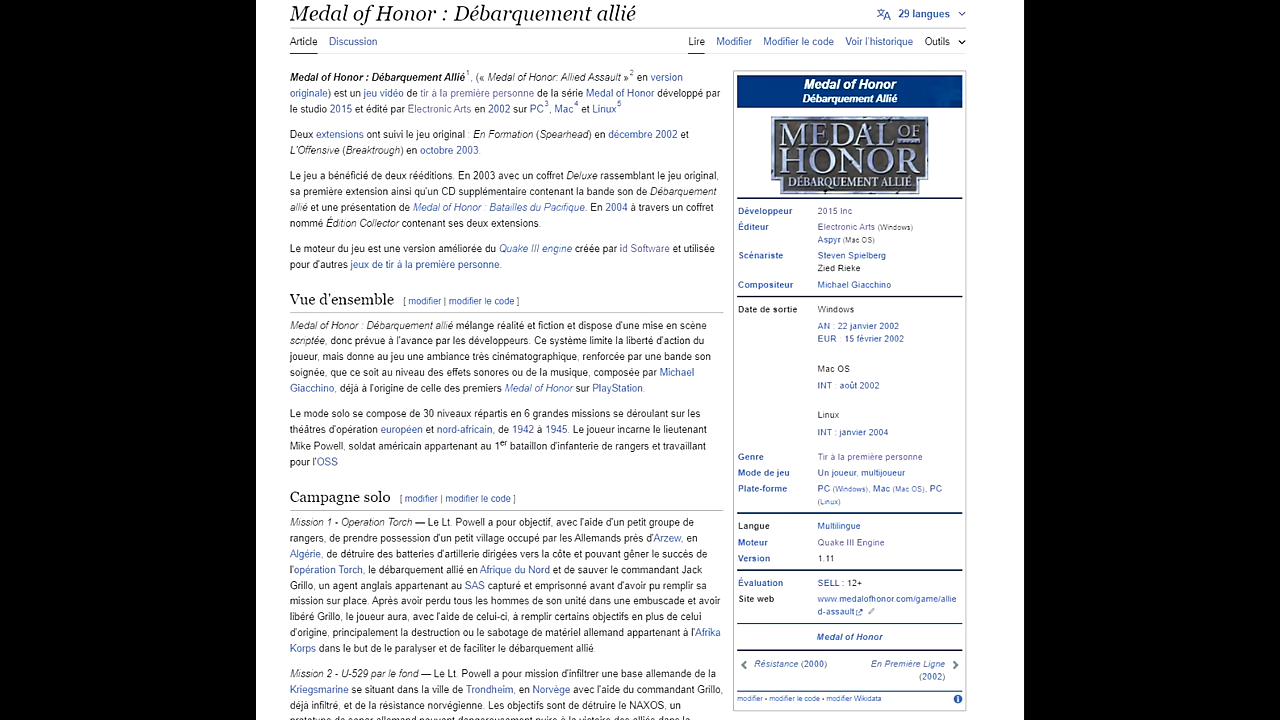 Medal of Honor : Débarquement allié
29 langues
Article Discussion
Lire Modifier Modifier le code Voir l'historique Outils
Medal of Honor : Débarquement Allié1, (« Medal of Honor: Allied Assault »2 en version
originale) est un jeu vidéo de tir à la première personne de la série Medal of Honor développé par
le studio 2015 et édité par Electronic Arts en 2002 sur PC3, Mac4 et Linux5
Deux extensions ont suivi le jeu original : En Formation (Spearhead) en décembre 2002 et
L'Offensive (Breakthrough) en octobre 2003.
Le jeu a bénéficié de deux rééditions. En 2003 avec un coffret Deluxe rassemblant le jeu original,
sa première extension ainsi qu'un CD supplémentaire contenant la bande son de Débarquement
allié et une présentation de Medal of Honor : Batailles du Pacifique. En 2004 à travers un coffret
nommé Édition Collector contenant ses deux extensions.
Le moteur du jeu est une version améliorée du Quake III engine créée par id Software et utilisée
pour d'autres jeux de tir à la première personne.
Vue d'ensemble [ modifier | modifier le code ]
Medal of Honor : Débarquement allié mélange réalité et fiction et dispose d'une mise en scène
scriptée, donc prévue à l'avance par les développeurs. Ce système limite la liberté d'action du
joueur, mais donne au jeu une ambiance très cinématographique, renforcée par une bande son
soignée, que ce soit au niveau des effets sonores ou de la musique, composée par Michael
Giacchino, déjà à l'origine de celle des premiers Medal of Honor sur PlayStation.
Le mode solo se compose de 30 niveaux répartis en 6 grandes missions se déroulant sur les
théâtres d'opération européen et nord-africain, de 1942 à 1945. Le joueur incarne le lieutenant
Mike Powell, soldat américain appartenant au 1er bataillon d'infanterie de rangers et travaillant
pour l'OSS
Campagne solo [ modifier | modifier le code ]
Mission 1 - Operation Torch — Le Lt. Powell a pour objectif, avec l'aide d'un petit groupe de
rangers, de prendre possession d'un petit village occupé par les Allemands près d'Arzew, en
Algérie, de détruire des batteries d'artillerie dirigées vers la côte et pouvant gêner le succès de
l'opération Torch, le débarquement allié en Afrique du Nord et de sauver le commandant Jack
Grillo, un agent anglais appartenant au SAS capturé et emprisonné avant d'avoir pu remplir sa
mission sur place. Après avoir perdu tous les hommes de son unité dans une embuscade et avoir
libéré Grillo, le joueur aura, avec l'aide de celui-ci, à remplir certains objectifs en plus de celui
d'origine, principalement la destruction ou le sabotage de matériel allemand appartenant à l'Afrika
Korps dans le but de le paralyser et de faciliter le débarquement allié.
Mission 2 - U-529 par le fond — Le Lt. Powell a pour mission d'infiltrer une base allemande de la
Kriegsmarine se situant dans la ville de Trondheim, en Norvège avec l'aide du commandant Grillo,
déjà infiltré, et de la résistance norvégienne. Les objectifs sont de détruire le NAXOS, un
prototype de sonar allemand pouvant dangereusement nuire à la victoire des alliés dans la
Medal of Honor
Débarquement Allié
MEDAL OF
HONOR
DÉBARQUEMENT ALLIÉ
Développeur 2015 Inc
Éditeur Electronic Arts (Windows)
Aspyr (Mac OS)
Scénariste Steven Spielberg
Zied Rieke
Compositeur Michael Giacchino
Date de sortie Windows
AN : 22 janvier 2002
EUR : 15 février 2002
Mac OS
INT : août 2002
Linux
INT : janvier 2004
Genre Tir à la première personne
Mode de jeu Un joueur, multijoueur
Plate-forme PC (Windows), Mac (Mac OS), PC
(Linux)
Langue Multilingue
Moteur Quake III Engine
Version 1.11
Évaluation SELL : 12+
Site web www.medalofhonor.com/game/allie
d-assault
Medal of Honor
Résistance (2000) En Première Ligne
(2002)
modifier - modifier le code - modifier Wikidata